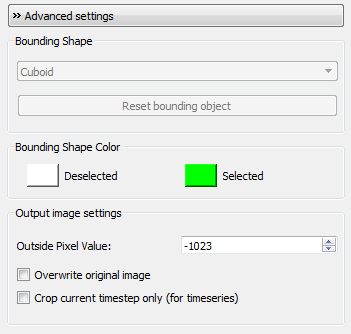 » Advanced settings
Bounding Shape
Cuboid
Reset bounding object
Bounding Shape Color
Deselected Selected
Output image settings
Outside Pixel Value: -1023
Overwrite original image
Crop current timestep only (for timeseries)